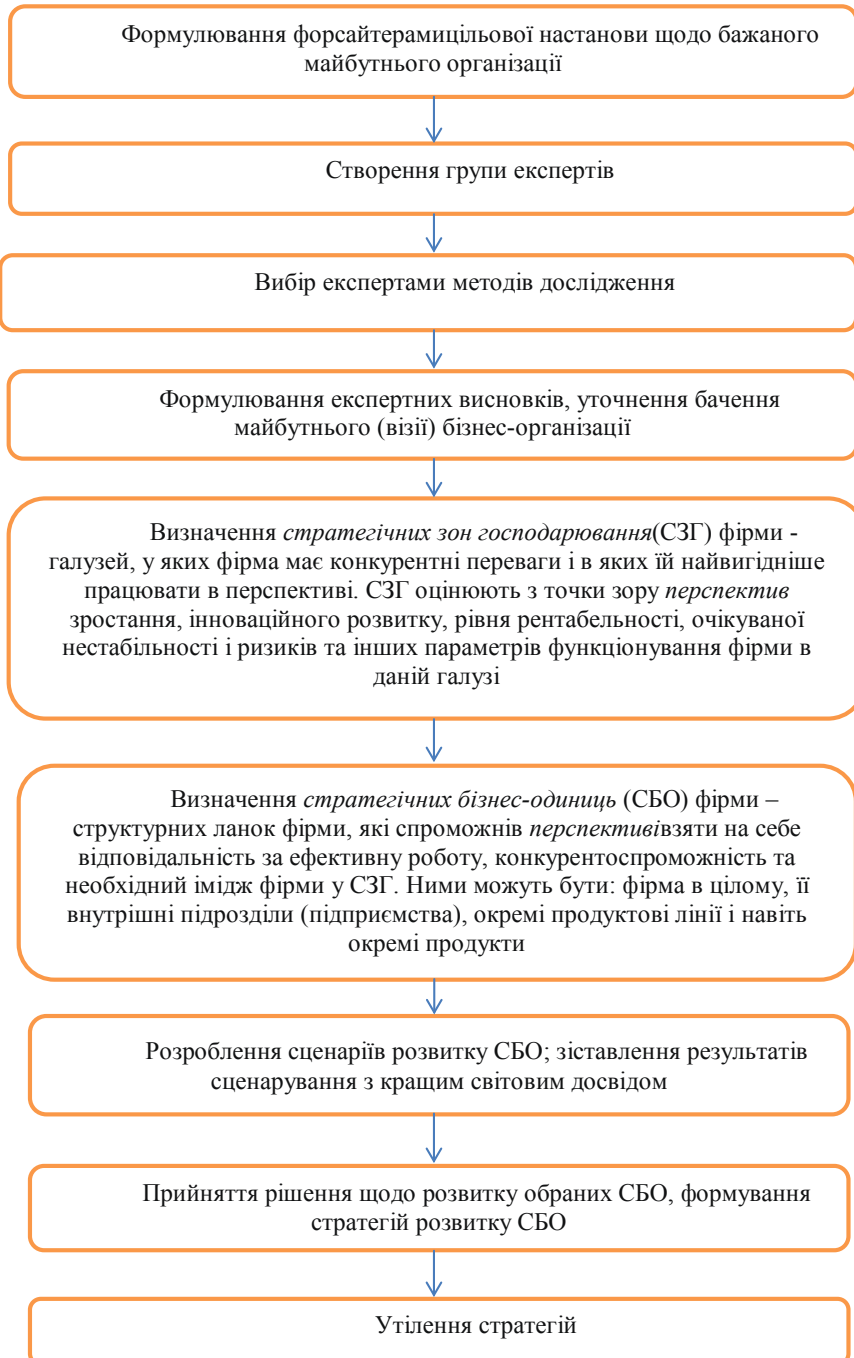 Формулювання форсайтерамицільової настанови щодо бажаного
майбутнього організації
Створення групи експертів
Вибір експертами методів дослідження
Формулювання експертних висновків, уточнення бачення
майбутнього (візії) бізнес-організації
Визначення стратегічних зон господарювання(СЗГ) фірми -
галузей, у яких фірма має конкурентні переваги і в яких їй найвигідніше
працювати в перспективі. СЗГ оцінюють з точки зору перспектив
зростання, інноваційного розвитку, рівня рентабельності, очікуваної
нестабільності і ризиків та інших параметрів функціонування фірми в
даній галузі
Визначення стратегічних бізнес-одиниць (СБО) фірми –
структурних ланок фірми, які спроможнів перспективівзяти на себе
відповідальність за ефективну роботу, конкурентоспроможність та
необхідний імідж фірми у СЗГ. Ними можуть бути: фірма в цілому, її
внутрішні підрозділи (підприємства), окремі продуктові лінії і навіть
окремі продукти
Розроблення сценаріїв розвитку СБО; зіставлення результатів
сценарування з кращим світовим досвідом
Прийняття рішення щодо розвитку обраних СБО, формування
стратегій розвитку СБО
Утілення стратегій